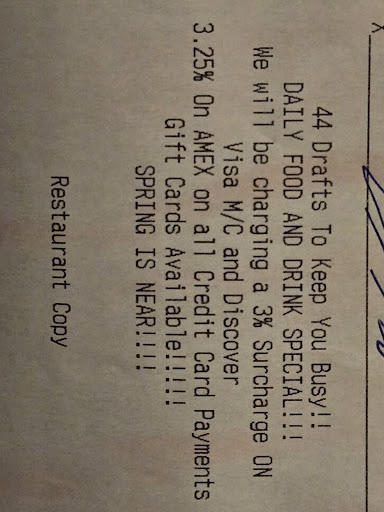 X
44 Drafts To Keep You Busy!!
DAILY FOOD AND DRINK SPECIAL!!!
We will be charging a 3% Surcharge ON
Visa M/C and Discover
3.25% On AMEX on all Credit Card Payments
Gift Cards Available!!!!!
SPRING IS NEAR!!!!
Restaurant Copy